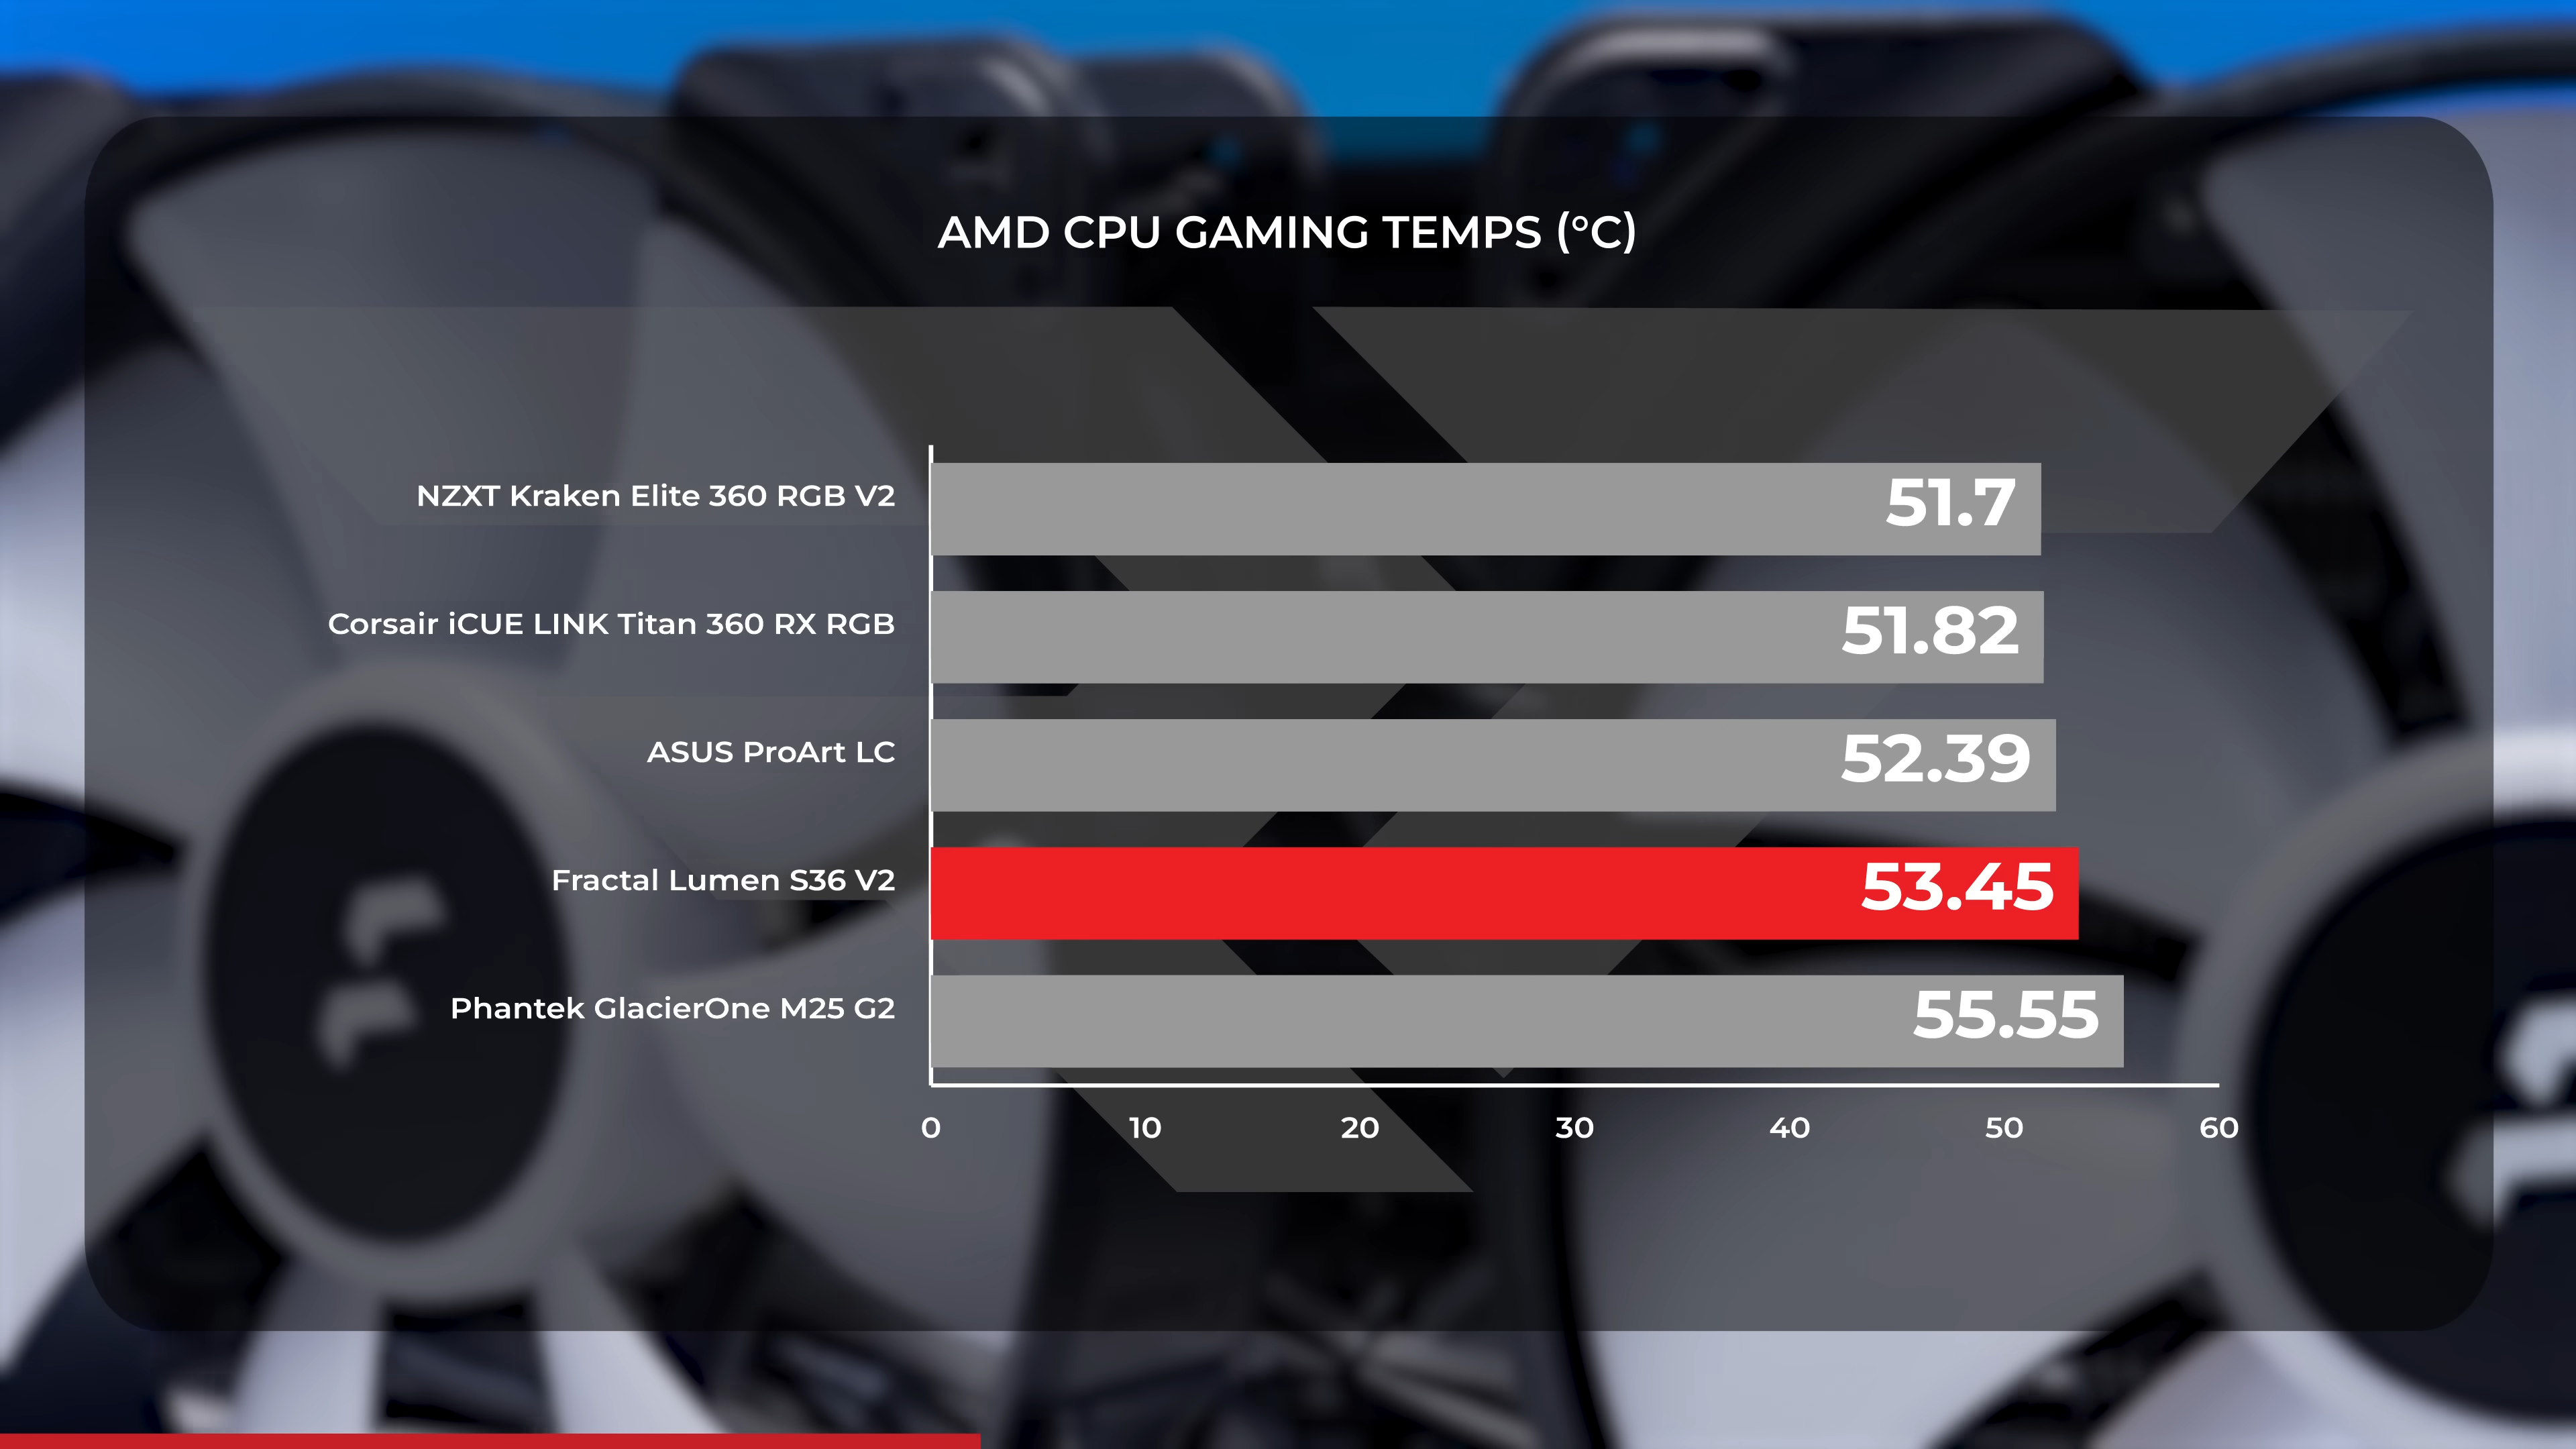 AMD CPU GAMING TEMPS (°C)
NZXT Kraken Elite 360 RGB V2
51.7
Corsair iCUE LINK Titan 360 RX RGB
51.82
ASUS ProArt LC
52.39
Fractal Lumen S36 V2
53.45
Phantek GlacierOne M25 G2
55.55
0 10 20 30 40 50 60